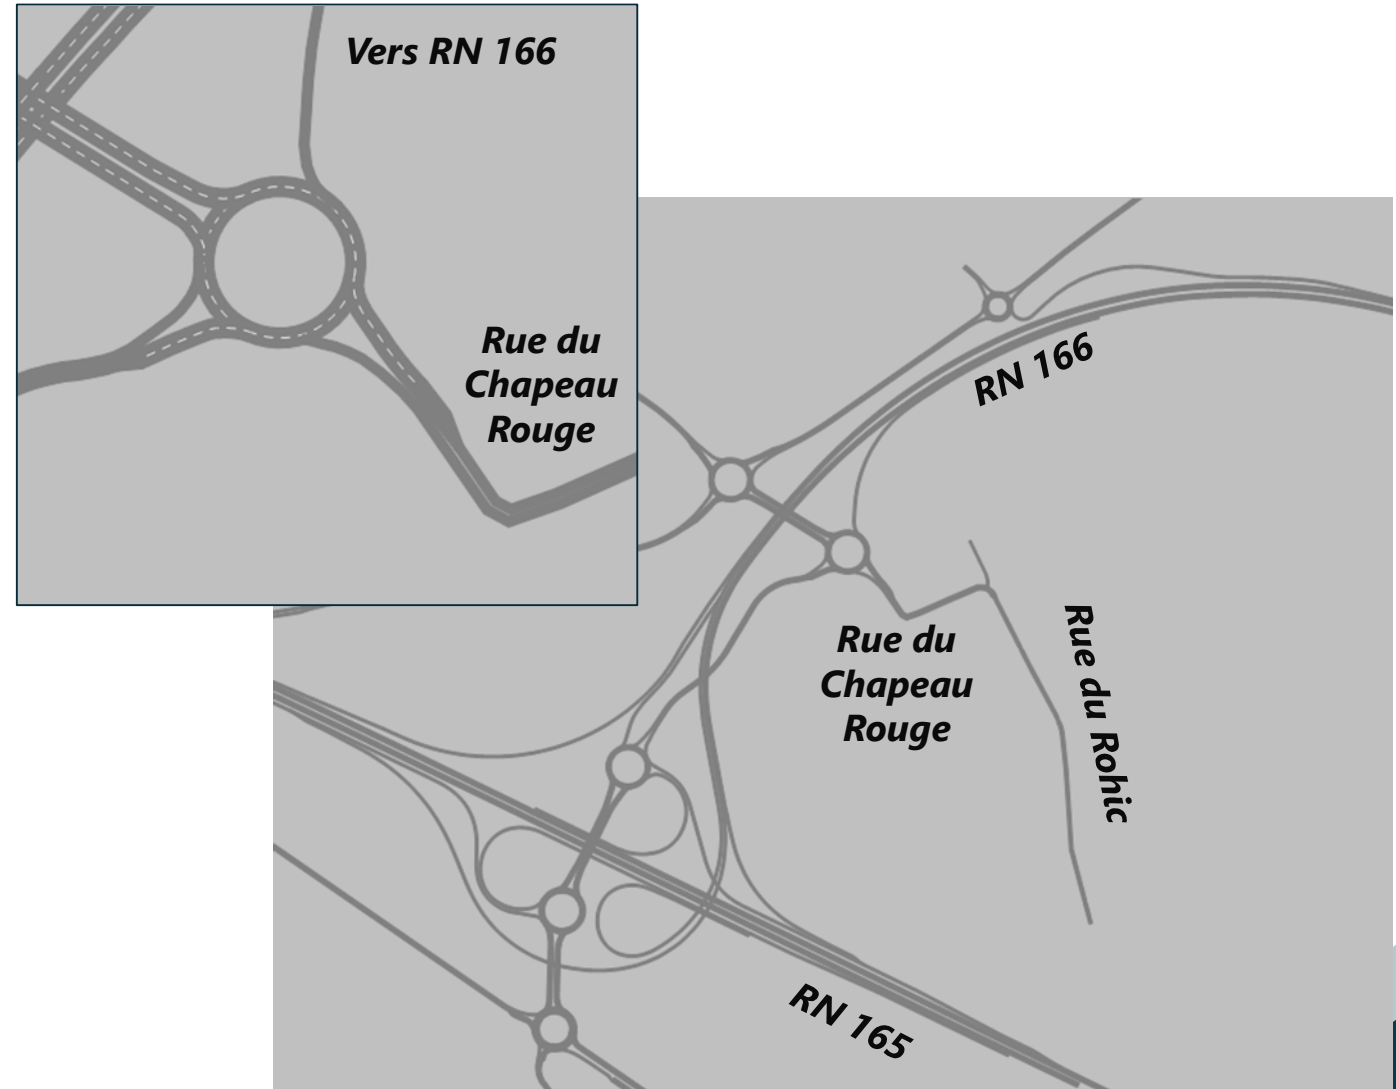 Vers RN 166
Rue du
Chapeau
Rouge
RN 166
Rue du
Chapeau
Rouge
Rue du Rohic
RN 165